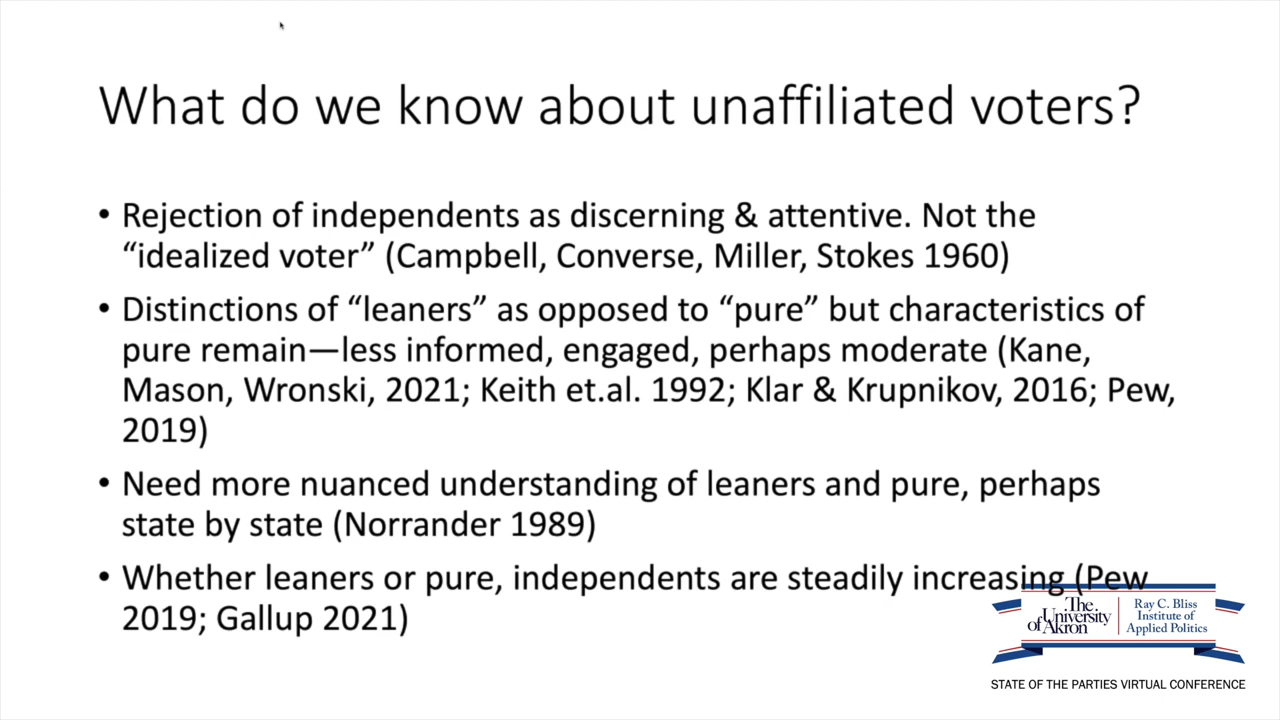 What do we know about unaffiliated voters?
• Rejection of independents as discerning & attentive. Not the
“idealized voter” (Campbell, Converse, Miller, Stokes 1960)
• Distinctions of “leaners” as opposed to “pure” but characteristics of
pure remain—less informed, engaged, perhaps moderate (Kane,
Mason, Wronski, 2021; Keith et.al. 1992; Klar & Krupnikov, 2016; Pew,
2019)
• Need more nuanced understanding of leaners and pure, perhaps
state by state (Norrander 1989)
• Whether leaners or pure, independents are steadily increasing (Pew
2019; Gallup 2021)
The
University
of Akron
Ray C. Bliss
Institute of
Applied Politics
STATE OF THE PARTIES VIRTUAL CONFERENCE